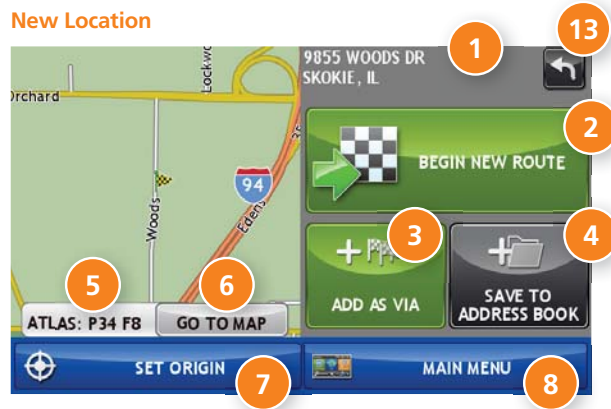 New Location
13
1
9855 WOODS DR
SKOKIE, IL
Lockwo
Orchard
2
BEGIN NEW ROUTE
94
Woods
Edens
3
4
5
6
ADD AS VIA
SAVE TO
ADDRESS BOOK
ATLAS: P34 F8
GO TO MAP
SET ORIGIN
7
MAIN MENU
8